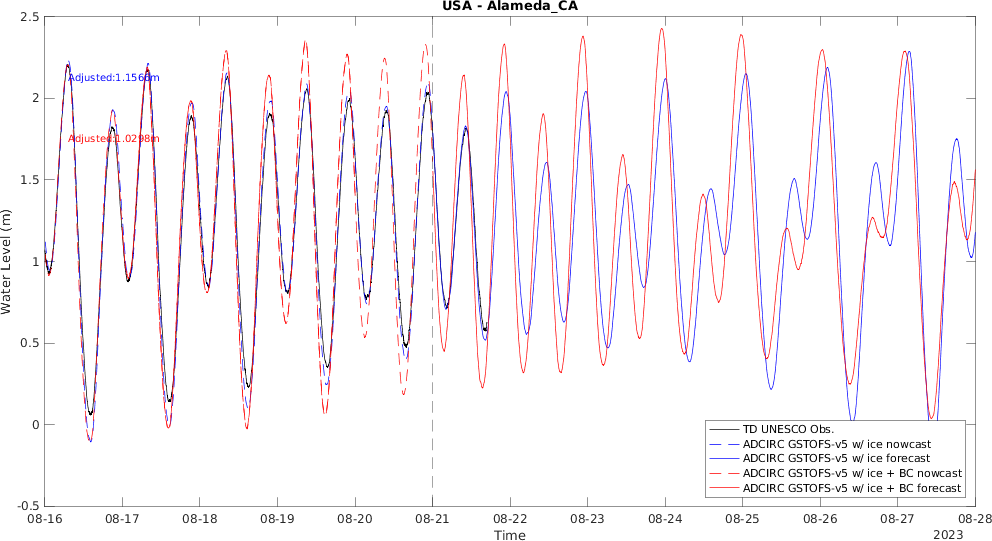 USA - Alameda_CA
2.5
2
1.5
1
0.5
0
-0.5
Water Level (m)
Adjusted:1.1566m
Adjusted:1.0298m
TD UNESCO Obs.
ADCIRC GSTOFS-v5 w/ ice nowcast
ADCIRC GSTOFS-v5 w/ ice forecast
ADCIRC GSTOFS-v5 w/ ice + BC nowcast
ADCIRC GSTOFS-v5 w/ ice + BC forecast
08-16 08-17 08-18 08-19 08-20 08-21 08-22 08-23 08-24 08-25 08-26 08-27 08-28
Time
2023